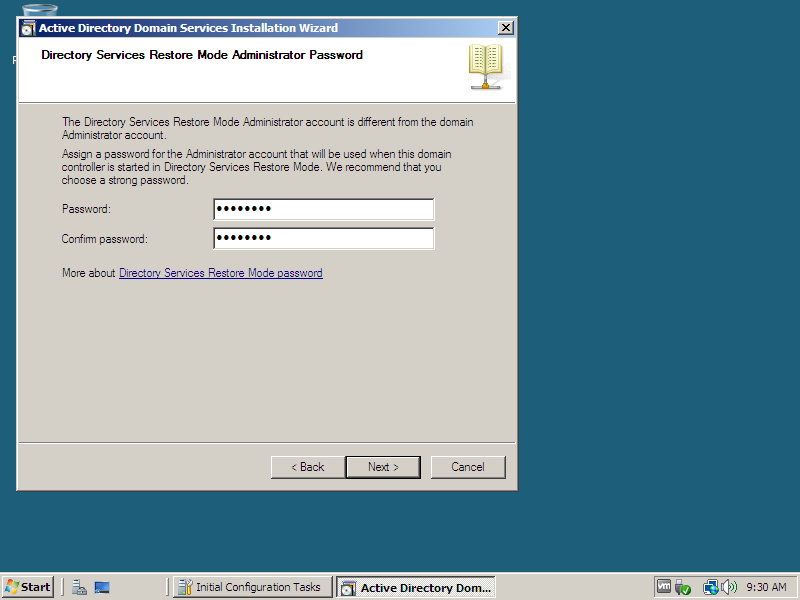 Active Directory Domain Services Installation Wizard
Directory Services Restore Mode Administrator Password
The Directory Services Restore Mode Administrator account is different from the domain
Administrator account.
Assign a password for the Administrator account that will be used when this domain
controller is started in Directory Services Restore Mode. We recommend that you
choose a strong password.
Password: ••••••••
Confirm password: ••••••••
More about Directory Services Restore Mode password
< Back Next > Cancel
Start Initial Configuration Tasks Active Directory Dom... vm 9:30 AM